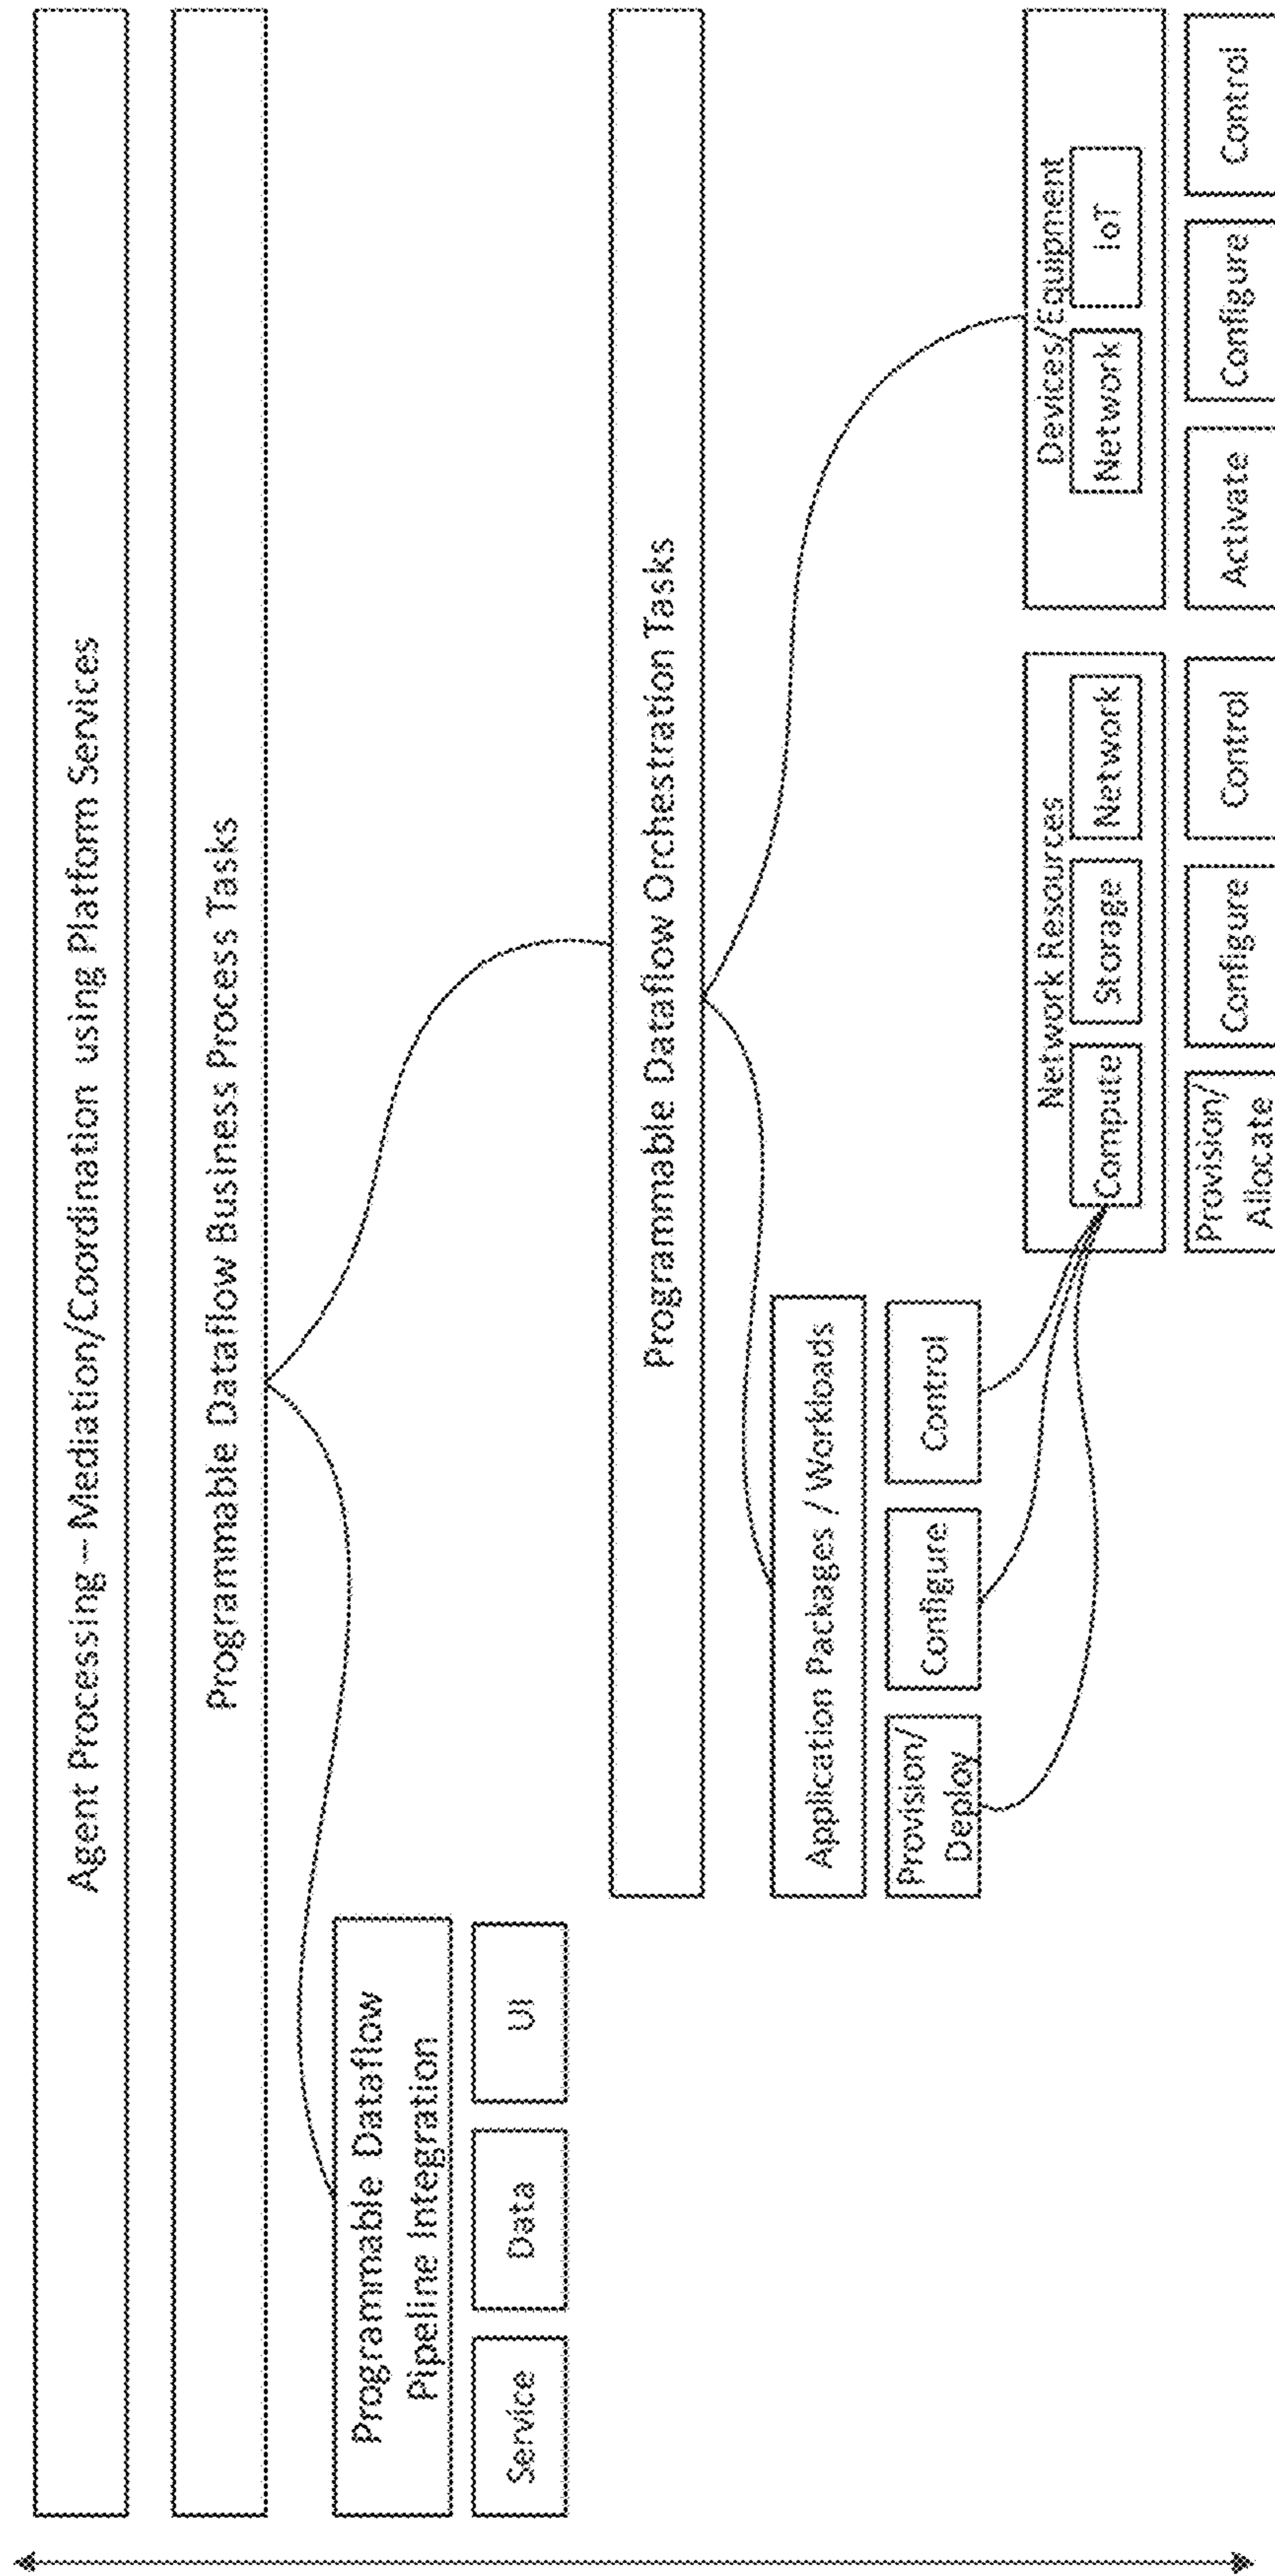 Agent Processing – Mediation/Coordination using Platform Services
Programmable Dataflow Business Process Tasks
Programmable Dataflow
Pipeline Integration
Service
Data
UI
Programmable Dataflow Orchestration Tasks
Application Packages / Workloads
Provision/
Deploy
Configure
Control
Network Resources
Compute
Storage
Network
Provision/
Allocate
Configure
Control
Devices/Equipment
Network
IoT
Activate
Configure
Control